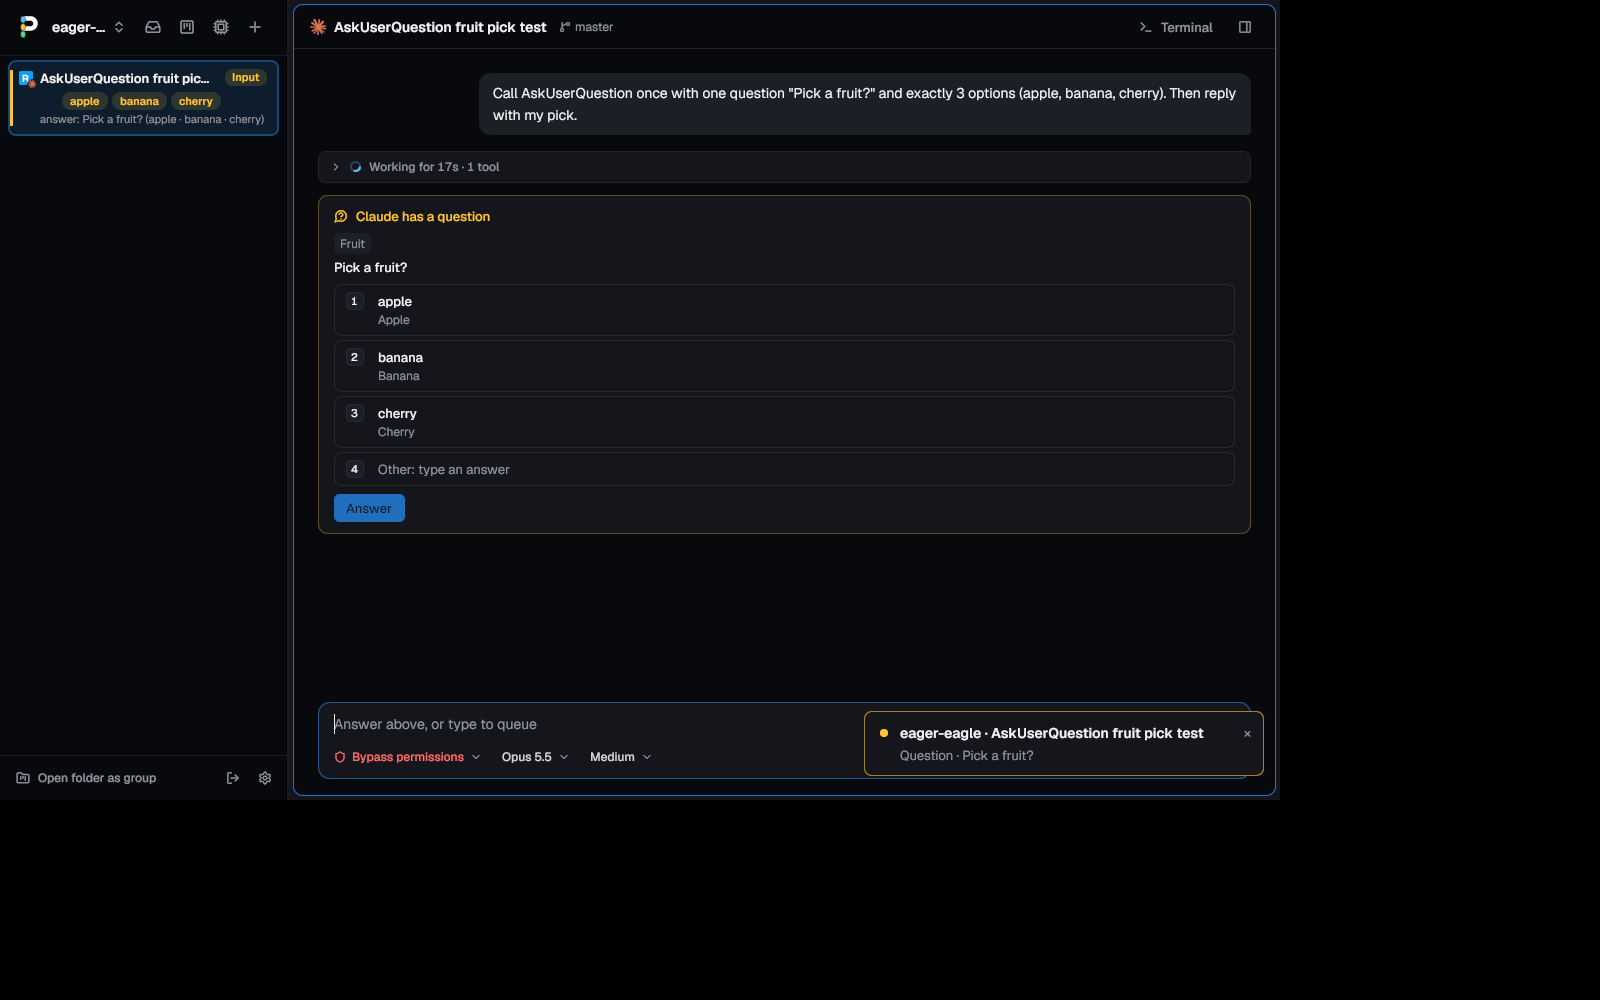 eager-...
AskUserQuestion fruit pic...
Input
apple
banana
cherry
answer: Pick a fruit? (apple · banana · cherry)
Open folder as group
AskUserQuestion fruit pick test
master
Terminal
Call AskUserQuestion once with one question "Pick a fruit?" and exactly 3 options (apple, banana, cherry). Then reply
with my pick.
Working for 17s · 1 tool
Claude has a question
Fruit
Pick a fruit?
1 apple
Apple
2 banana
Banana
3 cherry
Cherry
4 Other: type an answer
Answer
Answer above, or type to queue
Bypass permissions
Opus 5.5
Medium
eager-eagle · AskUserQuestion fruit pick test
Question · Pick a fruit?